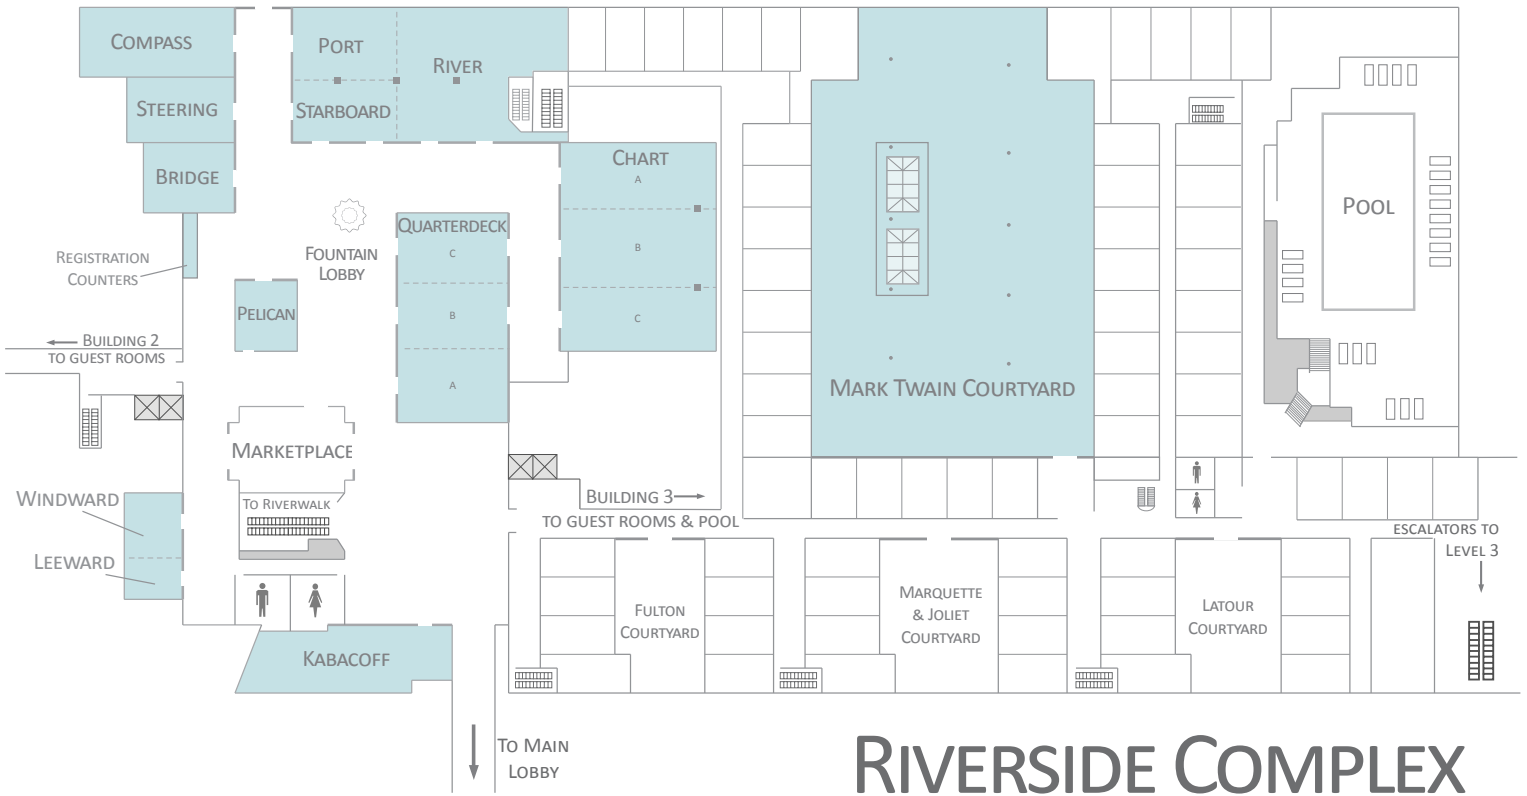 COMPASS
PORT
RIVER
STEERING
STARBOARD
CHART
A
BRIDGE
POOL
QUARTERDECK
C
B
REGISTRATION
COUNTERS
FOUNTAIN
LOBBY
PELICAN
B
C
BUILDING 2
TO GUEST ROOMS
A
MARK TWAIN COURTYARD
MARKETPLACE
WINDWARD
TO RIVERWALK
BUILDING 3
TO GUEST ROOMS & POOL
ESCALATORS TO
LEVEL 3
LEEWARD
FULTON
COURTYARD
MARQUETTE
& JOLIET
COURTYARD
LATOUR
COURTYARD
KABACOFF
TO MAIN
LOBBY
RIVERSIDE COMPLEX